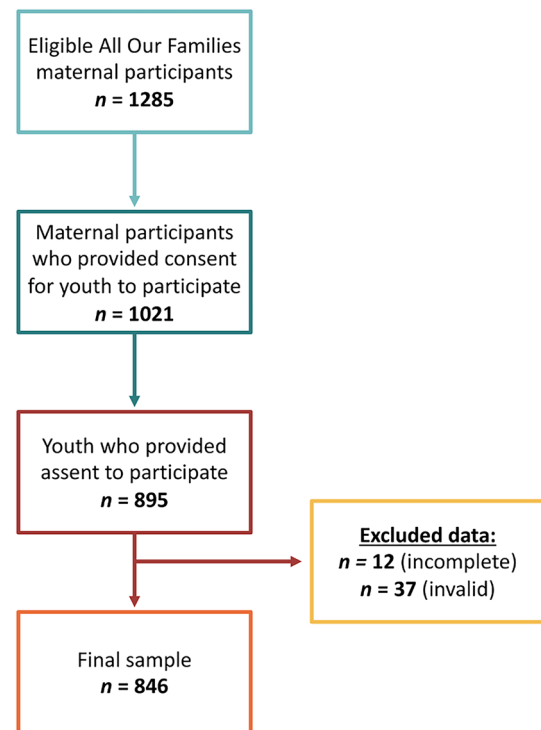 Eligible All Our Families
maternal participants
n = 1285
Maternal participants
who provided consent
for youth to participate
n = 1021
Youth who provided
assent to participate
n = 895
Excluded data:
n = 12 (incomplete)
n = 37 (invalid)
Final sample
n = 846